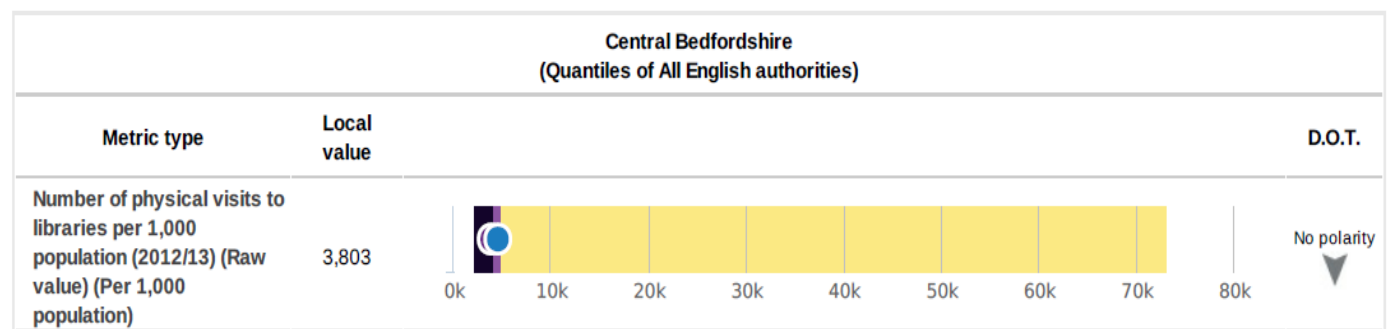 Central Bedfordshire
(Quantiles of All English authorities)
Metric type
Local
value
D.O.T.
Number of physical visits to
libraries per 1,000
population (2012/13) (Raw
value) (Per 1,000
population)
3,803
0k 10k 20k 30k 40k 50k 60k 70k 80k
No polarity